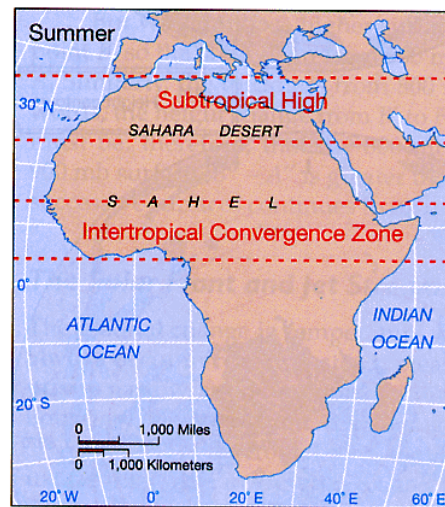 Summer
Subtropical High
30° N
SAHARA DESERT
S A H E L
Intertropical Convergence Zone
0°
ATLANTIC
OCEAN
INDIAN
OCEAN
20° S
0 1,000 Miles
0 1,000 Kilometers
20° W 0° 20° E 40° E 60° E